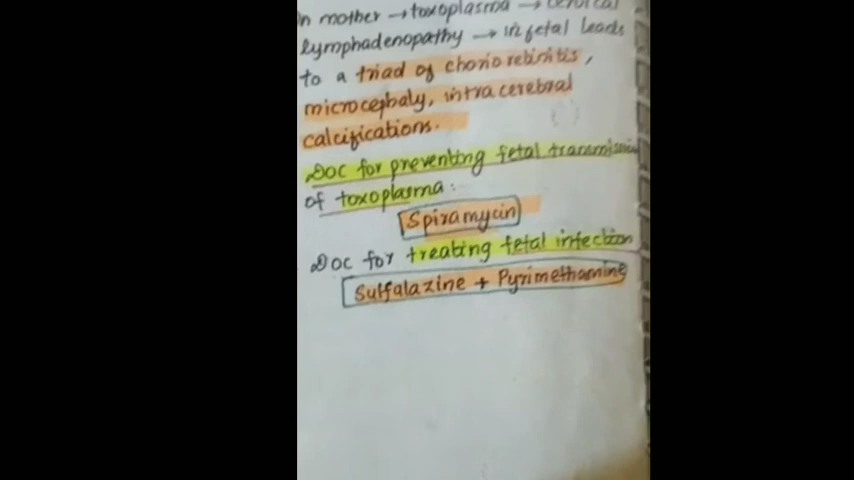 in mother → toxoplasma → cervical
lymphadenopathy → in fetal leads
to a triad of chorioretinitis,
microcephaly, intracerebral
calcifications.
DOC for preventing fetal transmission
of toxoplasma:
Spiramycin
DOC for treating fetal infection
Sulfalazine + Pyrimethamine